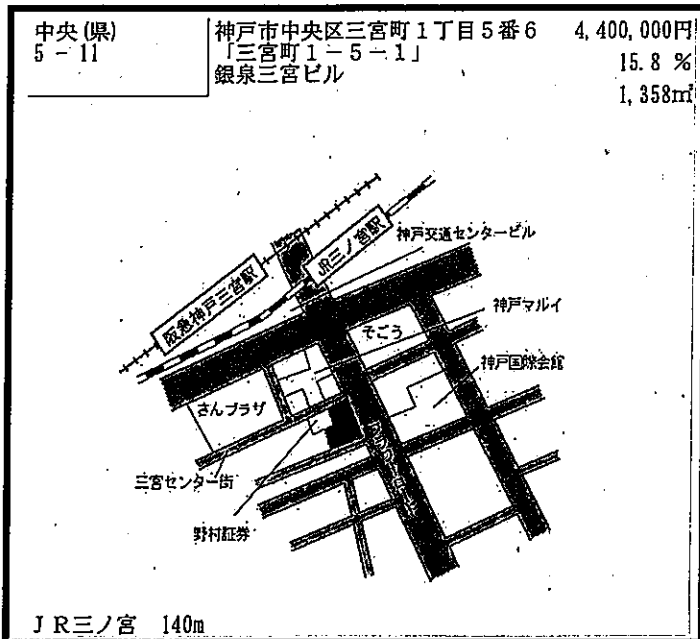 中央(県)
5-11
神戸市中央区三宮町1丁目5番6
「三宮町1-5-1」
銀泉三宮ビル
4,400,000円
15.8 %
1,358㎡
神戸交通センタービル
JR三ノ宮駅
阪急神戸三宮駅
神戸マルイ
そごう
神戸国際会館
さんプラザ
フラワーロード
三宮センター街
野村証券
JR三ノ宮 140m